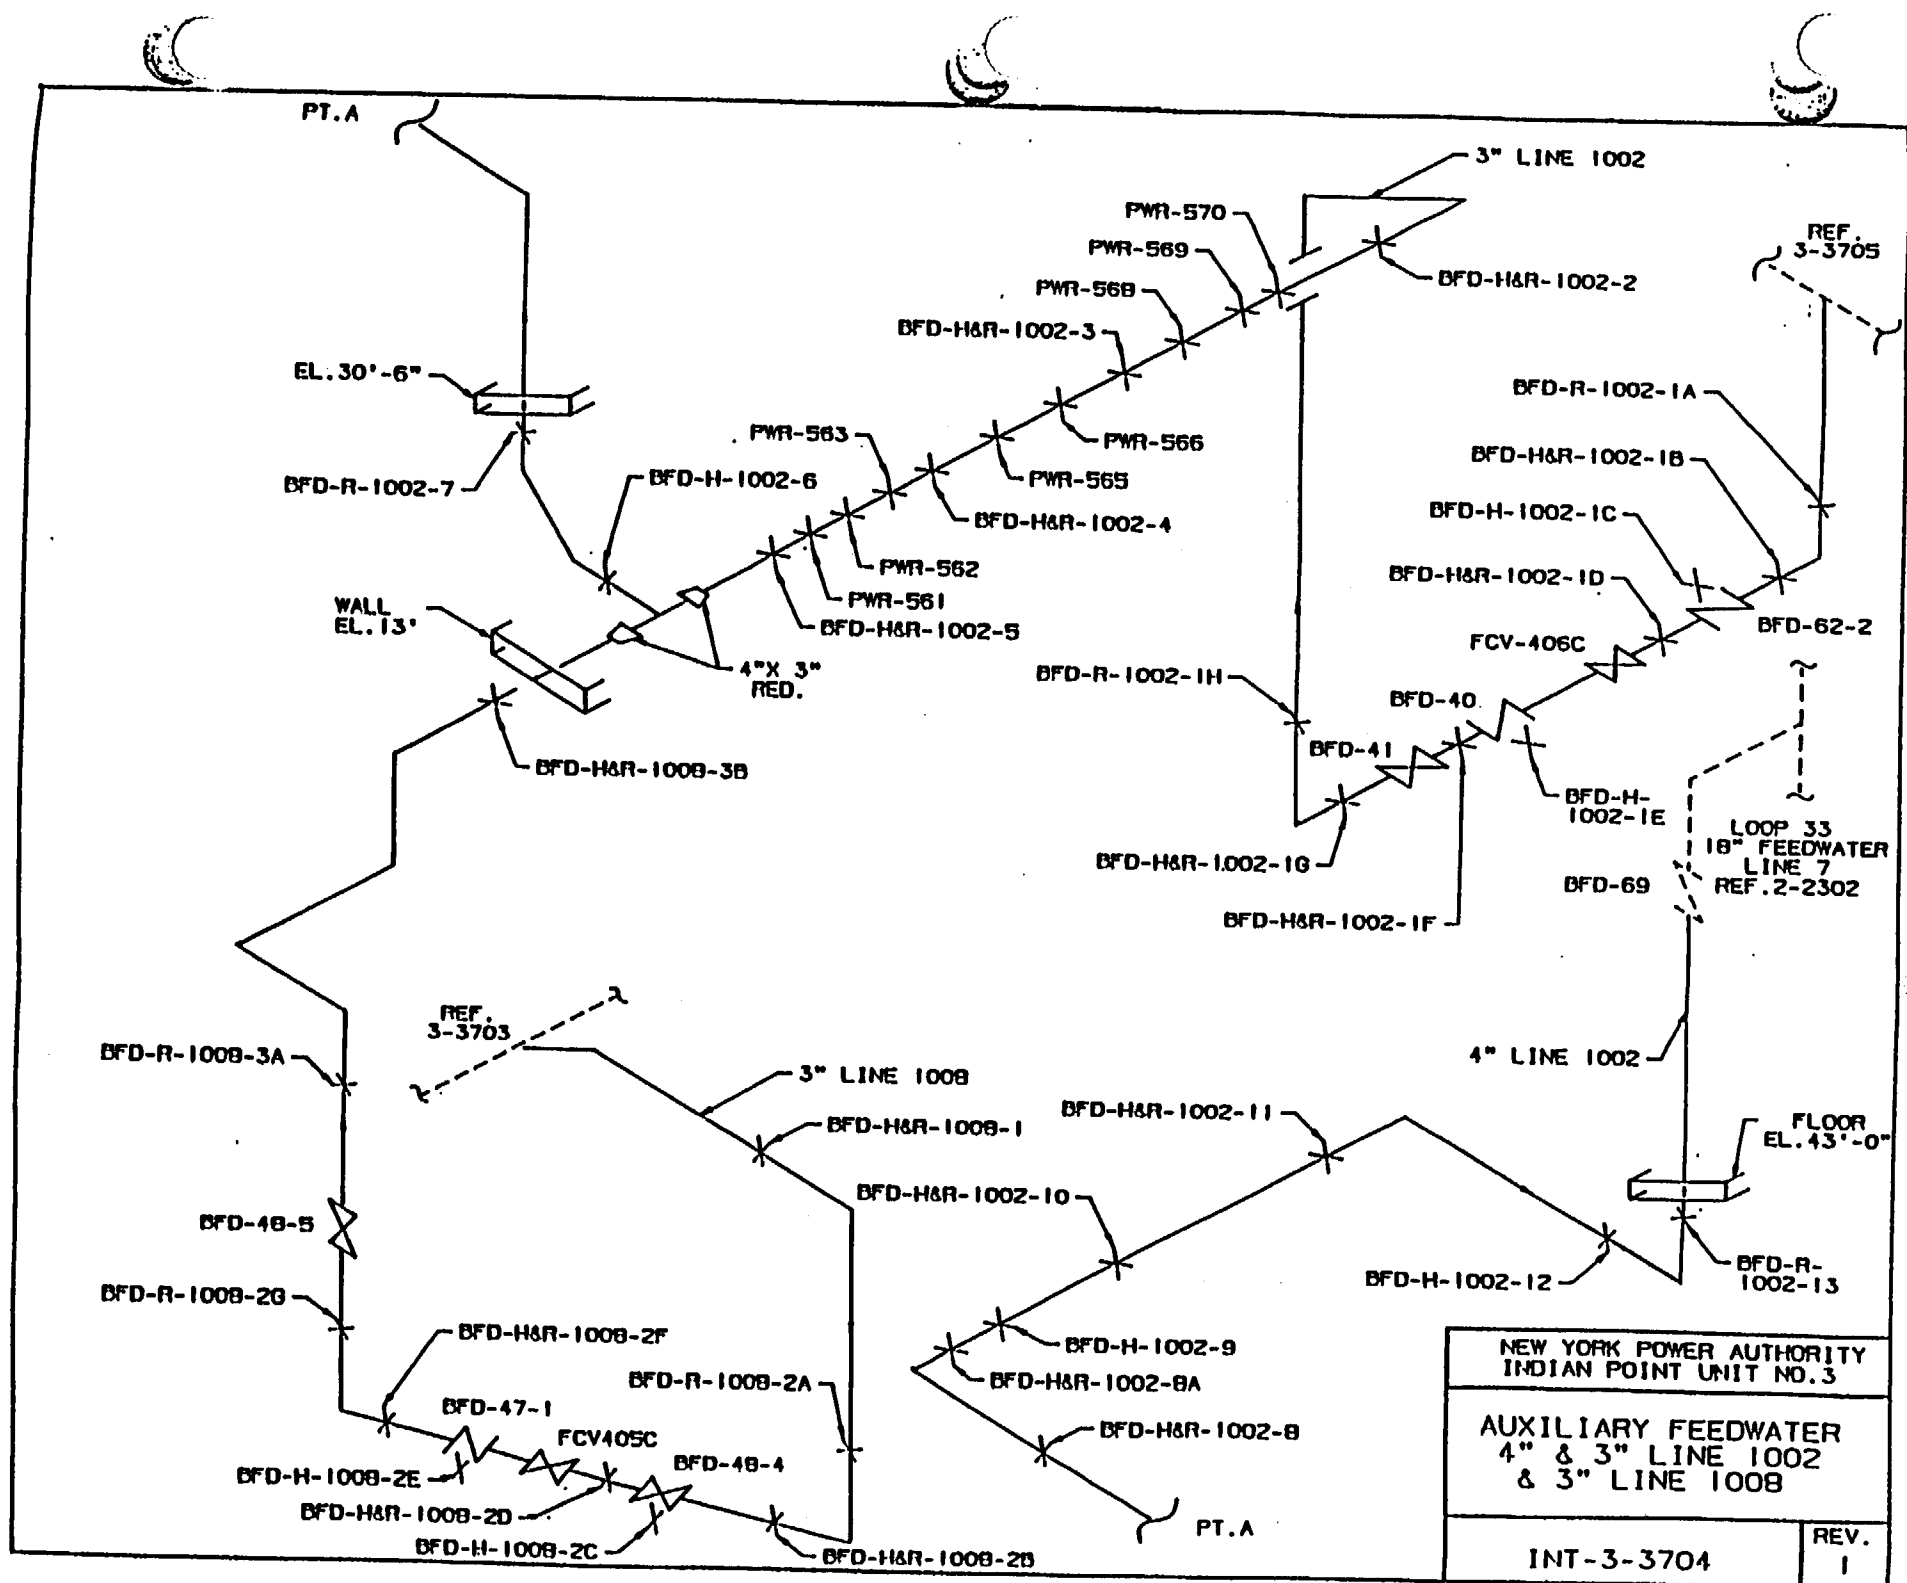 PT.A
3" LINE 1002
PWR-570
REF.
3-3705
PWR-569
BFD-H&R-1002-2
PWR-568
BFD-H&R-1002-3
EL.30'-6"
BFD-R-1002-1A
PWR-563
PWR-566
BFD-H&R-1002-1B
BFD-R-1002-7
BFD-H-1002-6
PWR-565
BFD-H&R-1002-4
BFD-H-1002-1C
PWR-562
BFD-H&R-1002-1D
PWR-561
WALL
EL.13'
BFD-H&R-1002-5
BFD-62-2
FCV-406C
4"X 3"
RED.
BFD-R-1002-1H
BFD-40
BFD-41
BFD-H&R-1008-3B
BFD-H-
1002-1E
LOOP 33
18" FEEDWATER
LINE 7
REF.2-2302
BFD-H&R-1002-1G
BFD-69
BFD-H&R-1002-1F
REF.
3-3703
BFD-R-1008-3A
4" LINE 1002
3" LINE 1008
BFD-H&R-1002-11
BFD-H&R-1008-1
FLOOR
EL.43'-0"
BFD-H&R-1002-10
BFD-48-5
BFD-H-1002-12
BFD-R-
1002-13
BFD-R-1008-2G
BFD-H&R-1008-2F
BFD-H-1002-9
BFD-R-1008-2A
BFD-H&R-1002-8A
BFD-47-1
FCV405C
BFD-H&R-1002-8
BFD-48-4
BFD-H-1008-2E
BFD-H&R-1008-2D
BFD-H-1008-2C
BFD-H&R-1008-2B
PT.A
NEW YORK POWER AUTHORITY
INDIAN POINT UNIT NO.3
AUXILIARY FEEDWATER
4" & 3" LINE 1002
& 3" LINE 1008
INT-3-3704
REV.
1